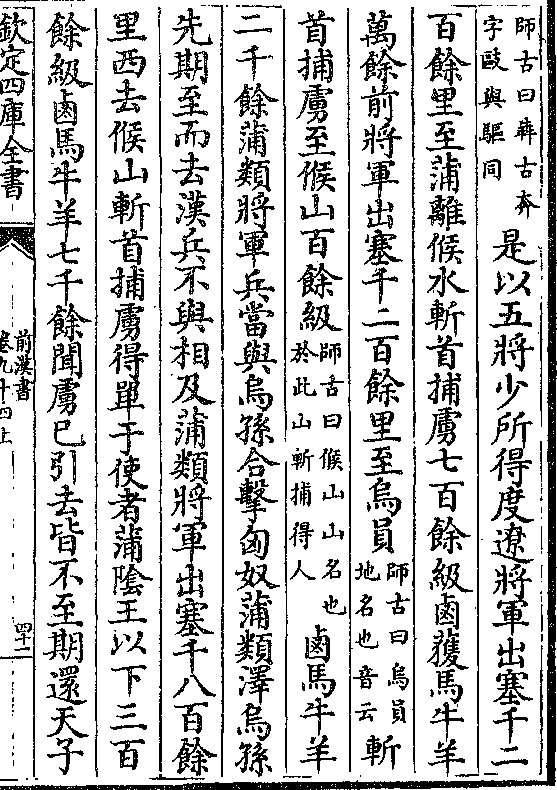 師古曰犇古奔
字敺與驅同
是以五將少所得度遼將軍出塞千二
百餘里至蒲離候水斬首捕虜七百餘級鹵獲馬牛羊
萬餘前將軍出塞千二百餘里至烏員
師古曰烏員
地名也音云
斬
首捕虜至候山百餘級
師古曰候山山名也
於此山斬捕得人
鹵馬牛羊
二千餘蒲類將軍兵當與烏孫合擊匈奴蒲類澤烏孫
先期至而去漢兵不與相及蒲類將軍出塞千八百餘
里西去候山斬首捕虜得單于使者蒲陰王以下三百
餘級鹵馬牛羊七千餘聞虜已引去皆不至期還天子
欽定四庫全書
前漢書
卷九十四上
四十二